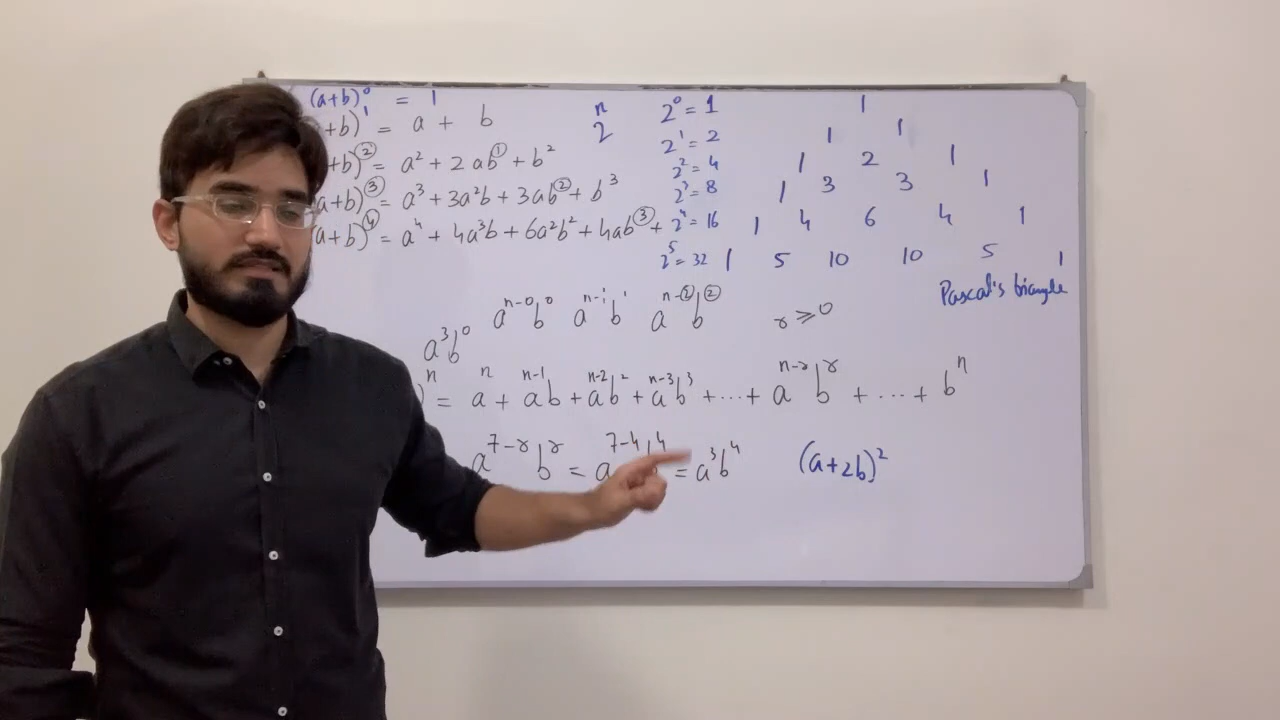 (a+b)⁰ = 1
+b)¹ = a + b
+b)② = a² + 2ab① + b²
a+b)③ = a³ + 3a²b + 3ab② + b³
(a+b)④ = a⁴ + 4a³b + 6a²b² + 4ab③ +
n
2
2⁰ = 1
2¹ = 2
2² = 4
2³ = 8
2⁴ = 16
2⁵ = 32
1
1 1
1 2 1
1 3 3 1
1 4 6 4 1
1 5 10 10 5 1
Pascal's triangle
aⁿ⁻⁰b⁰ aⁿ⁻¹b¹ aⁿ⁻②b② r ⩾ 0
a³b⁰
)ⁿ = aⁿ + aⁿ⁻¹b + aⁿ⁻²b² + aⁿ⁻³b³ + ... + aⁿ⁻ʳbʳ + ... + bⁿ
a⁷⁻ʳbʳ = a⁷⁻⁴b⁴ = a³b⁴ (a+2b)²